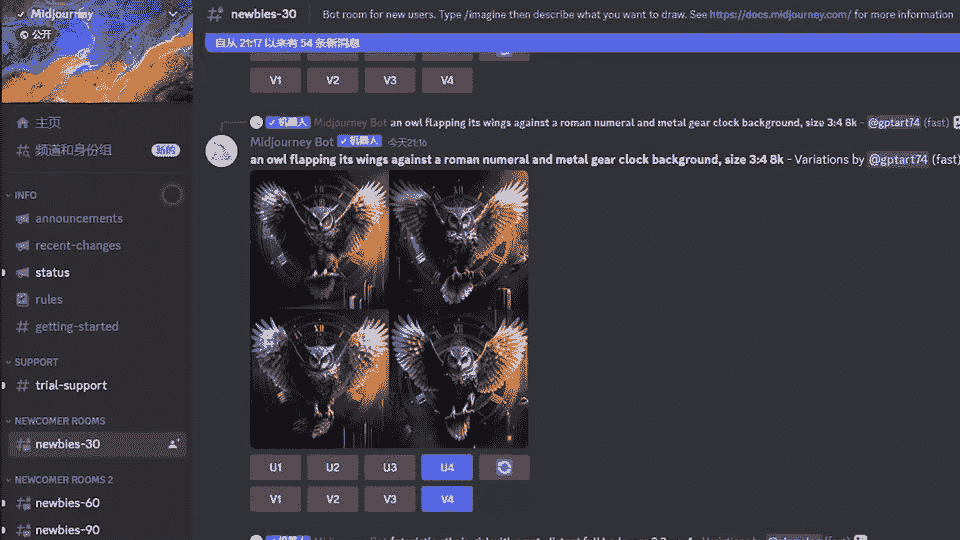 Midjourney
公开
主页
频道和身份组
新的
INFO
announcements
recent-changes
status
rules
getting-started
SUPPORT
trial-support
NEWCOMER ROOMS
newbies-30
NEWCOMER ROOMS 2
newbies-60
newbies-90
newbies-30 Bot room for new users. Type /imagine then describe what you want to draw. See https://docs.midjourney.com/ for more information
自从 21:17 以来有 54 条新消息
V1 V2 V3 V4
机器人 Midjourney Bot an owl flapping its wings against a roman numeral and metal gear clock background, size 3:4 8k - @gptart74 (fast)
Midjourney Bot 机器人 今天21:16
an owl flapping its wings against a roman numeral and metal gear clock background, size 3:4 8k - Variations by @gptart74 (fast)
U1 U2 U3 U4
V1 V2 V3 V4